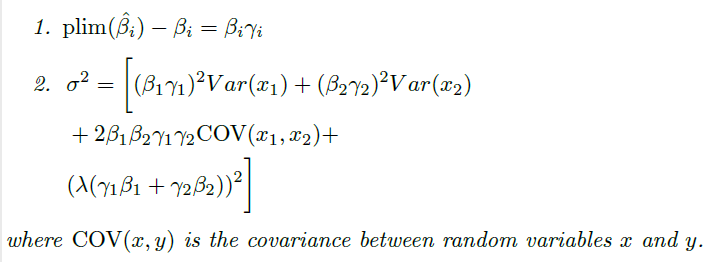 1. plim(β̂ᵢ) − βᵢ = βᵢγᵢ
2. σ² = [(β₁γ₁)²Var(x₁) + (β₂γ₂)²Var(x₂)
+ 2β₁β₂γ₁γ₂COV(x₁, x₂)+
(λ(γ₁β₁ + γ₂β₂))²]
where COV(x, y) is the covariance between random variables x and y.